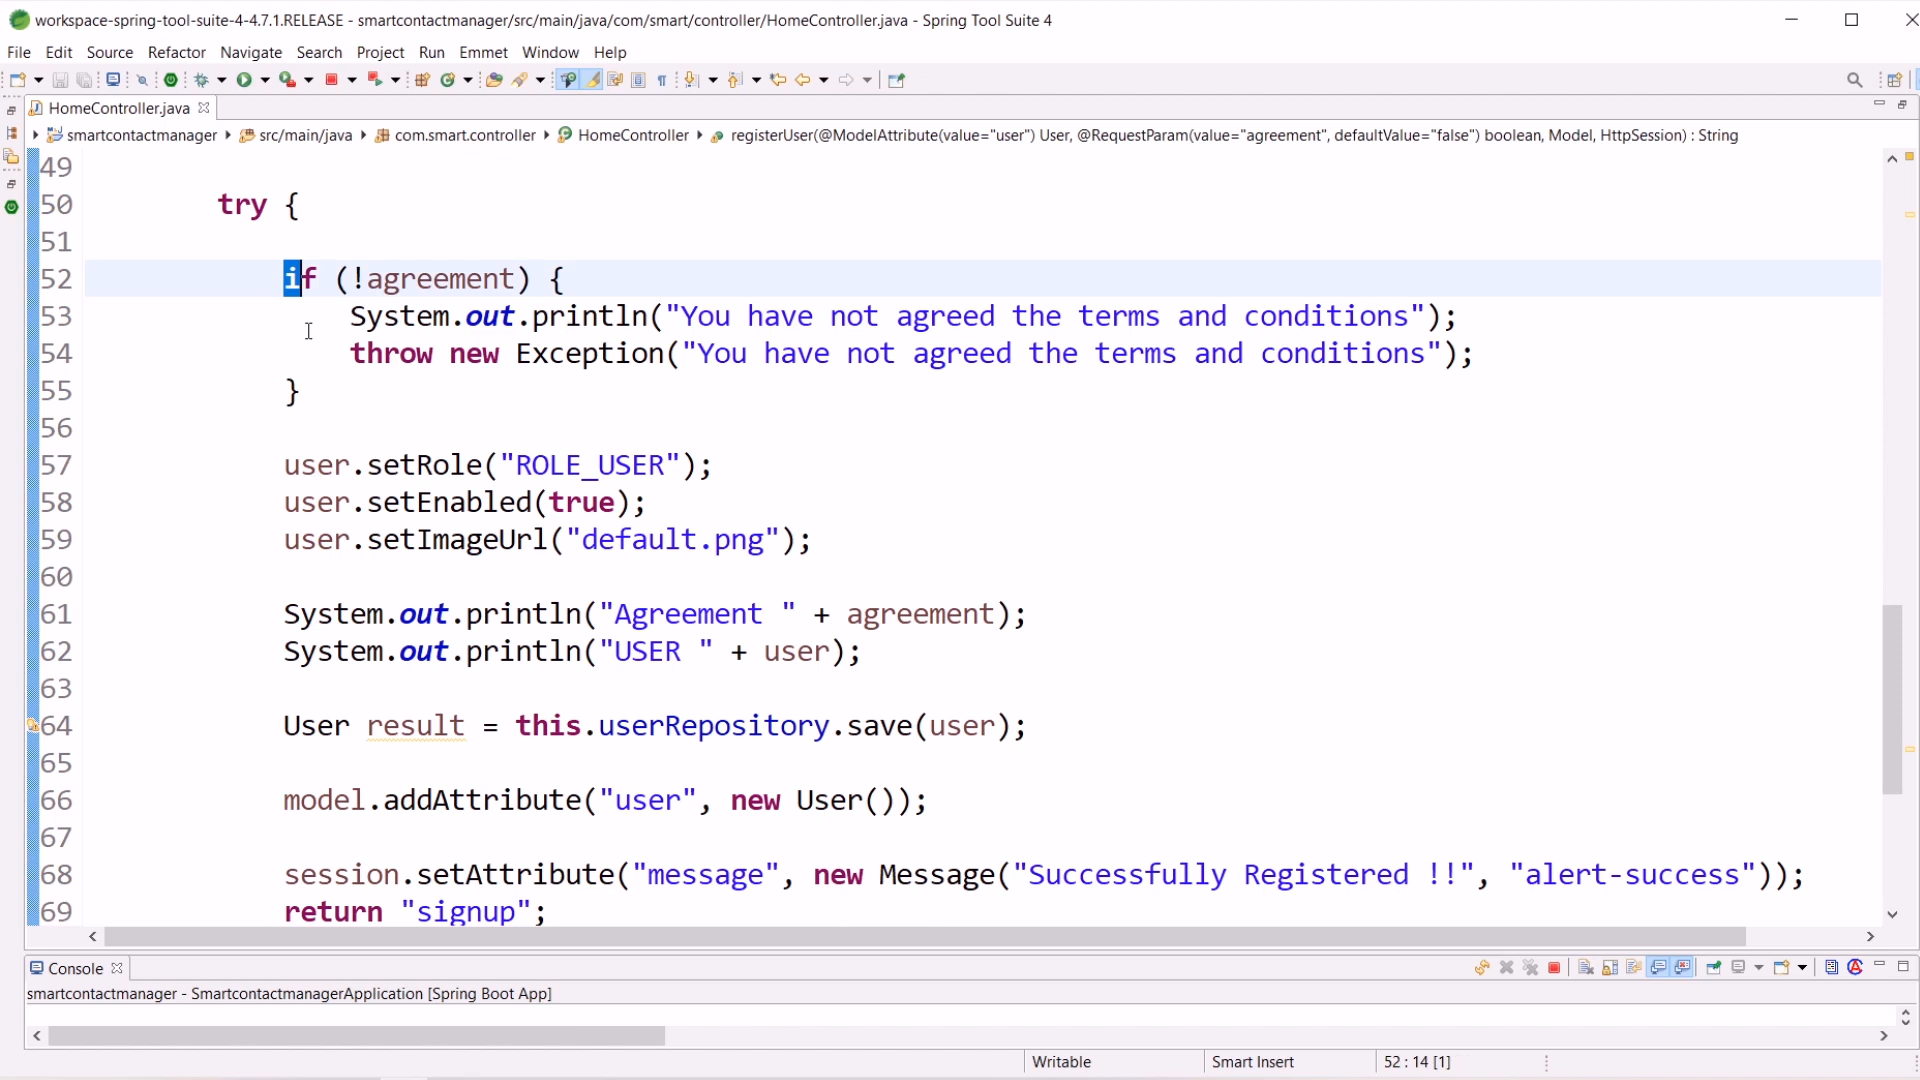 workspace-spring-tool-suite-4-4.7.1.RELEASE - smartcontactmanager/src/main/java/com/smart/controller/HomeController.java - Spring Tool Suite 4
File Edit Source Refactor Navigate Search Project Run Emmet Window Help
HomeController.java
smartcontactmanager src/main/java com.smart.controller HomeController registerUser(@ModelAttribute(value="user") User, @RequestParam(value="agreement", defaultValue="false") boolean, Model, HttpSession) : String
49
50 try {
51
52 if (!agreement) {
53 System.out.println("You have not agreed the terms and conditions");
54 throw new Exception("You have not agreed the terms and conditions");
55 }
56
57 user.setRole("ROLE_USER");
58 user.setEnabled(true);
59 user.setImageUrl("default.png");
60
61 System.out.println("Agreement " + agreement);
62 System.out.println("USER " + user);
63
64 User result = this.userRepository.save(user);
65
66 model.addAttribute("user", new User());
67
68 session.setAttribute("message", new Message("Successfully Registered !!", "alert-success"));
69 return "signup";
Console
smartcontactmanager - SmartcontactmanagerApplication [Spring Boot App]
Writable Smart Insert 52 : 14 [1]